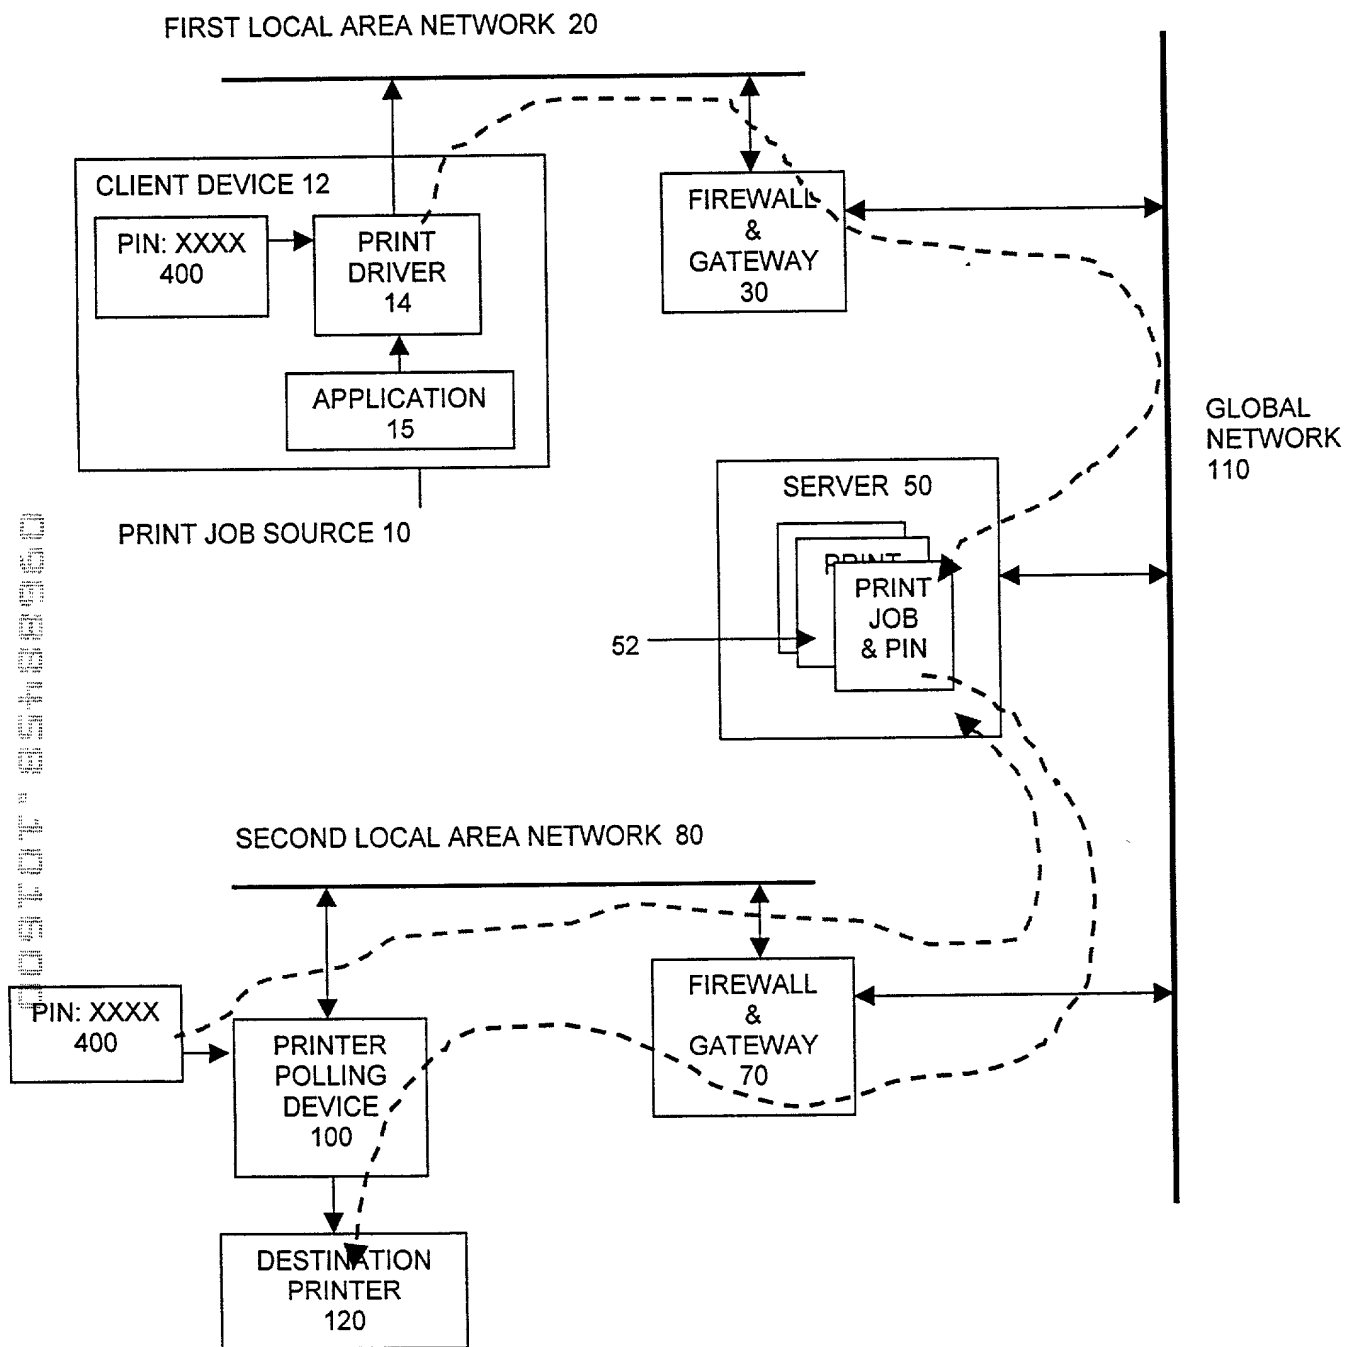 FIRST LOCAL AREA NETWORK 20
CLIENT DEVICE 12
PIN: XXXX
400
PRINT
DRIVER
14
APPLICATION
15
PRINT JOB SOURCE 10
FIREWALL
&
GATEWAY
30
GLOBAL
NETWORK
110
SERVER 50
PRINT
PRINT
JOB
& PIN
52
SECOND LOCAL AREA NETWORK 80
PIN: XXXX
400
PRINTER
POLLING
DEVICE
100
FIREWALL
&
GATEWAY
70
DESTINATION
PRINTER
120